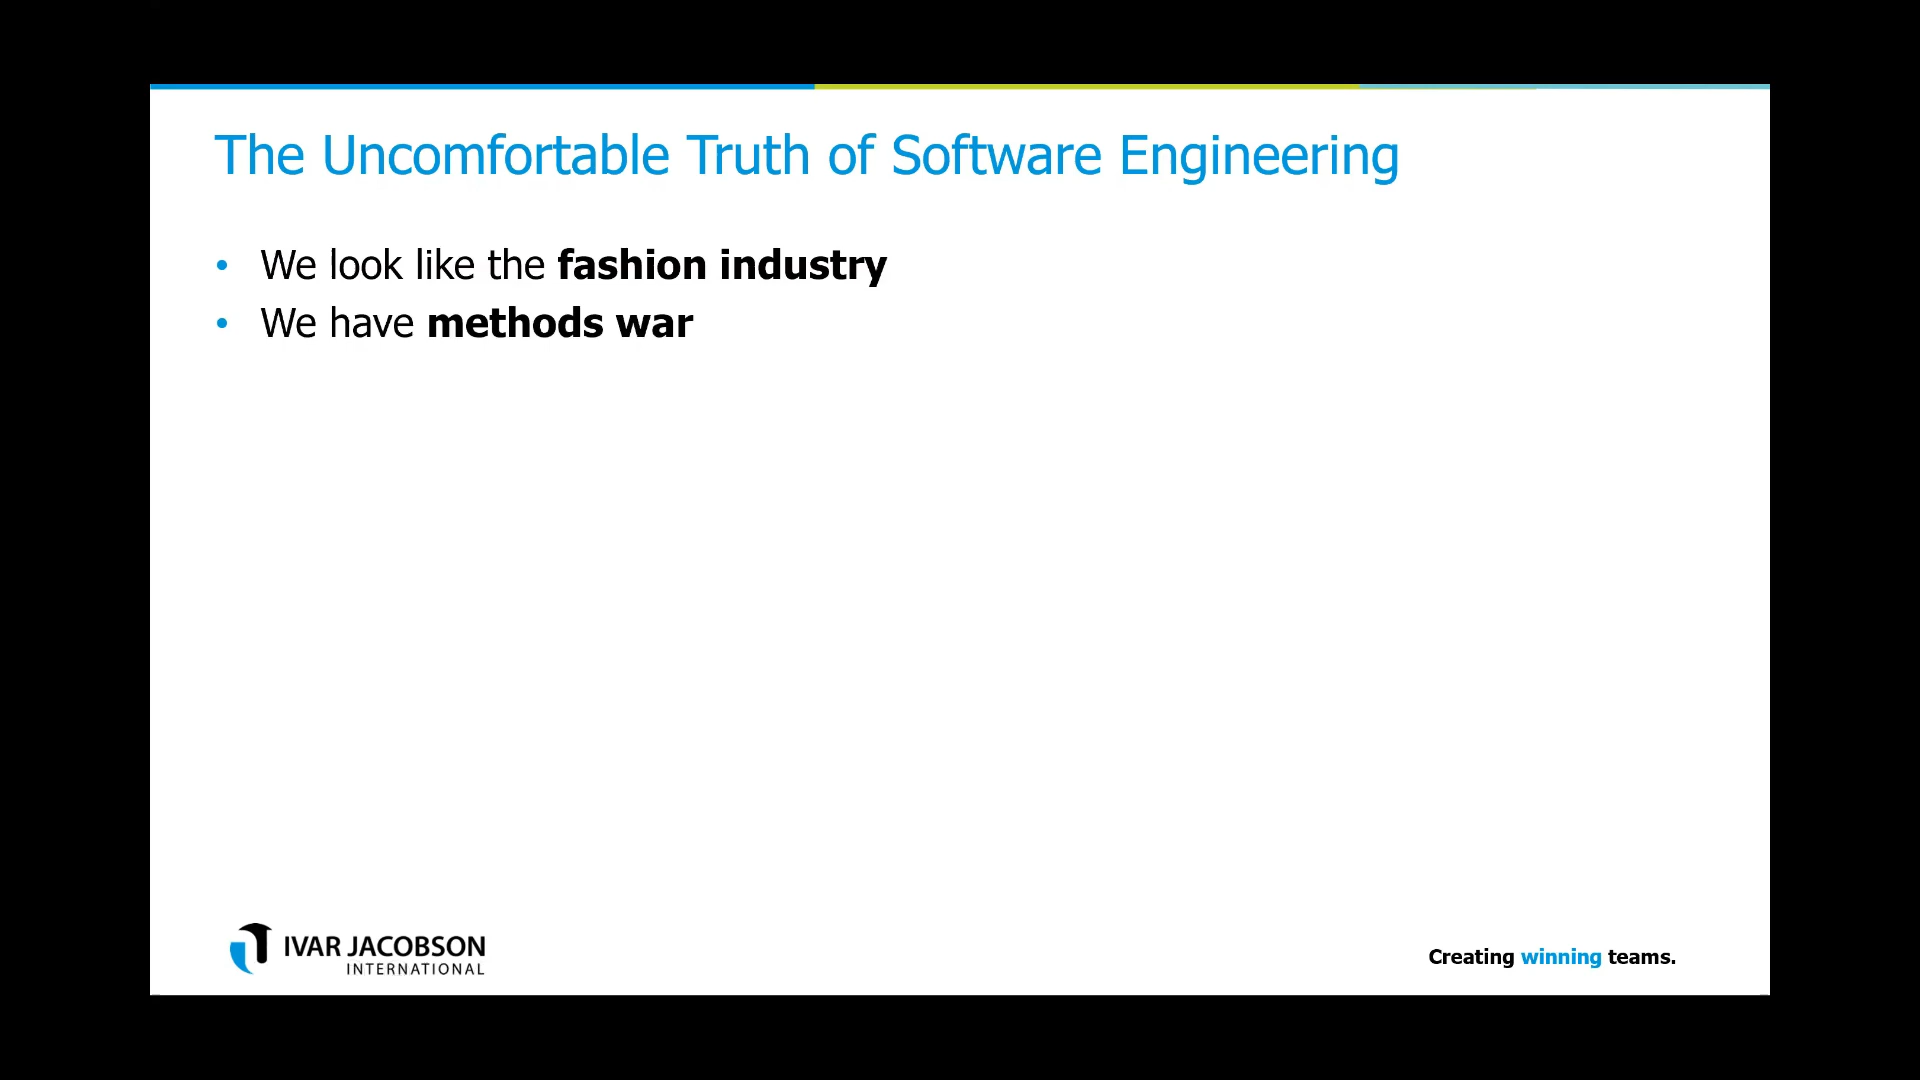 The Uncomfortable Truth of Software Engineering
• We look like the fashion industry
• We have methods war
IVAR JACOBSON
INTERNATIONAL
Creating winning teams.